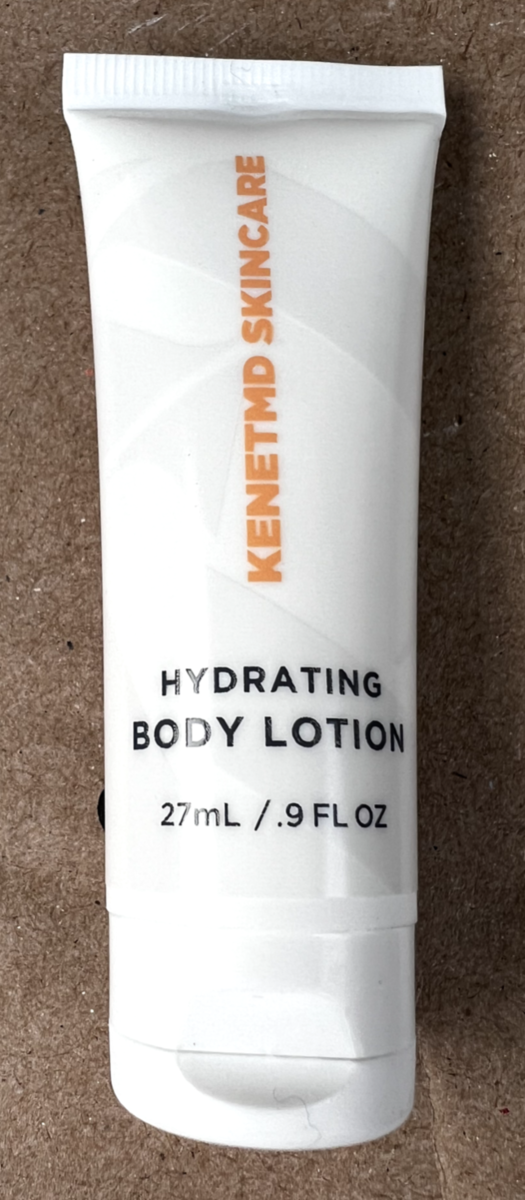 KENETMD SKINCARE
HYDRATING
BODY LOTION
27mL / .9 FL OZ